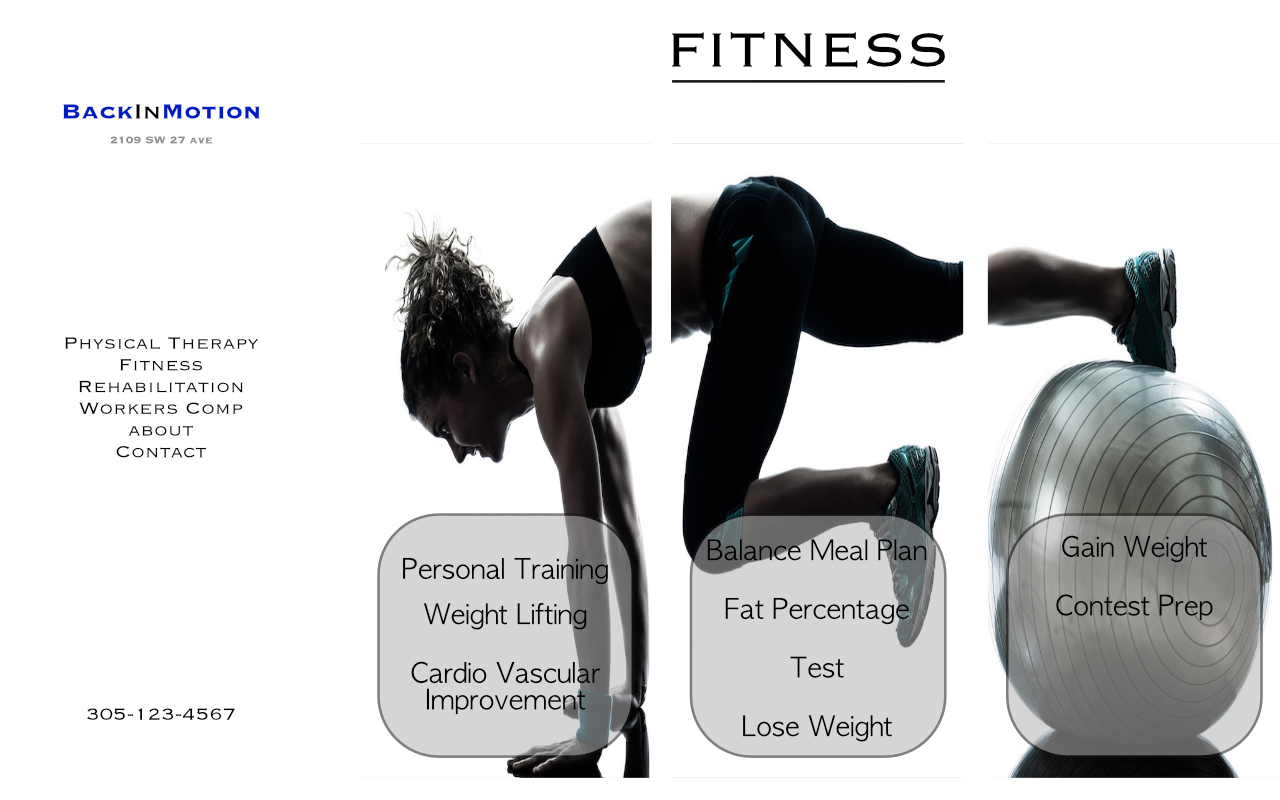 FITNESS
BACKINMOTION
2109 SW 27 AVE
PHYSICAL THERAPY
FITNESS
REHABILITATION
WORKERS COMP
ABOUT
CONTACT
305-123-4567
Personal Training
Weight Lifting
Cardio Vascular
Improvement
Balance Meal Plan
Fat Percentage
Test
Lose Weight
Gain Weight
Contest Prep